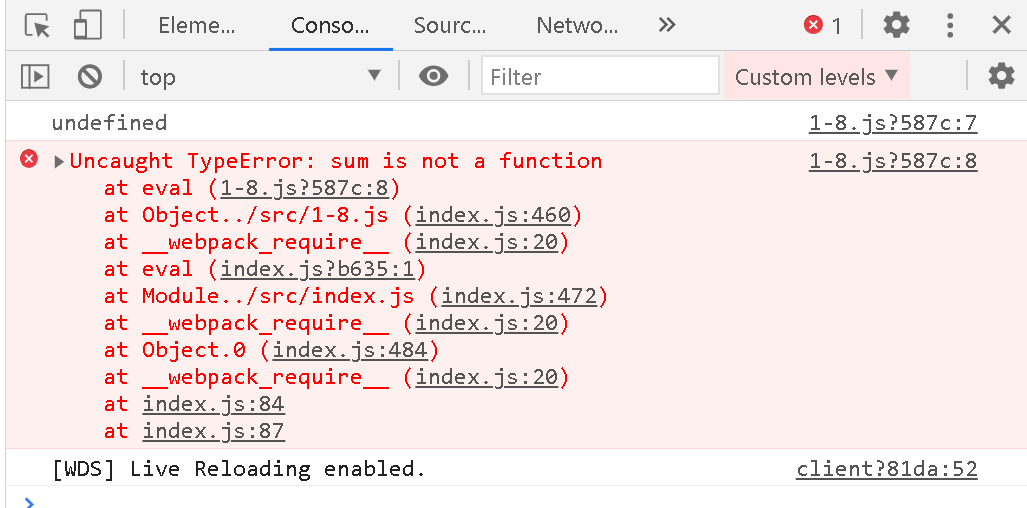 Eleme... Conso... Sourc... Netwo... 1
top Filter Custom levels
undefined 1-8.js?587c:7
Uncaught TypeError: sum is not a function 1-8.js?587c:8
at eval (1-8.js?587c:8)
at Object../src/1-8.js (index.js:460)
at __webpack_require__ (index.js:20)
at eval (index.js?b635:1)
at Module../src/index.js (index.js:472)
at __webpack_require__ (index.js:20)
at Object.0 (index.js:484)
at __webpack_require__ (index.js:20)
at index.js:84
at index.js:87
[WDS] Live Reloading enabled. client?81da:52